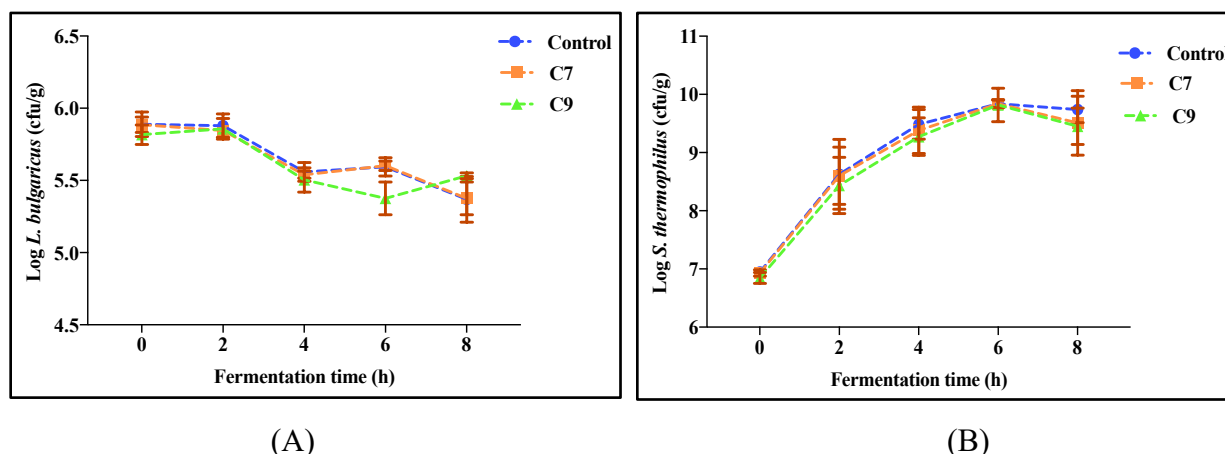 6.5
6.0
5.5
5.0
4.5
Log L. bulgaricus (cfu/g)
0 2 4 6 8
Fermentation time (h)
Control
C7
C9
(A)
11
10
9
8
7
6
Log S. thermophilus (cfu/g)
0 2 4 6 8
Fermentation time (h)
Control
C7
C9
(B)